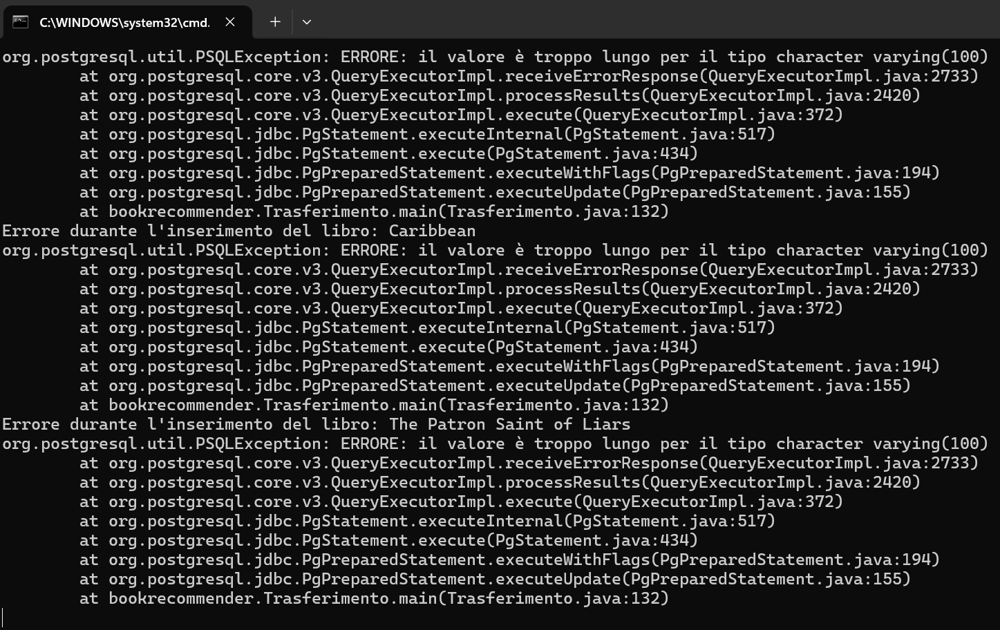 C:\WINDOWS\system32\cmd.
org.postgresql.util.PSQLException: ERRORE: il valore è troppo lungo per il tipo character varying(100)
at org.postgresql.core.v3.QueryExecutorImpl.receiveErrorResponse(QueryExecutorImpl.java:2733)
at org.postgresql.core.v3.QueryExecutorImpl.processResults(QueryExecutorImpl.java:2420)
at org.postgresql.core.v3.QueryExecutorImpl.execute(QueryExecutorImpl.java:372)
at org.postgresql.jdbc.PgStatement.executeInternal(PgStatement.java:517)
at org.postgresql.jdbc.PgStatement.execute(PgStatement.java:434)
at org.postgresql.jdbc.PgPreparedStatement.executeWithFlags(PgPreparedStatement.java:194)
at org.postgresql.jdbc.PgPreparedStatement.executeUpdate(PgPreparedStatement.java:155)
at bookrecommender.Trasferimento.main(Trasferimento.java:132)
Errore durante l'inserimento del libro: Caribbean
org.postgresql.util.PSQLException: ERRORE: il valore è troppo lungo per il tipo character varying(100)
at org.postgresql.core.v3.QueryExecutorImpl.receiveErrorResponse(QueryExecutorImpl.java:2733)
at org.postgresql.core.v3.QueryExecutorImpl.processResults(QueryExecutorImpl.java:2420)
at org.postgresql.core.v3.QueryExecutorImpl.execute(QueryExecutorImpl.java:372)
at org.postgresql.jdbc.PgStatement.executeInternal(PgStatement.java:517)
at org.postgresql.jdbc.PgStatement.execute(PgStatement.java:434)
at org.postgresql.jdbc.PgPreparedStatement.executeWithFlags(PgPreparedStatement.java:194)
at org.postgresql.jdbc.PgPreparedStatement.executeUpdate(PgPreparedStatement.java:155)
at bookrecommender.Trasferimento.main(Trasferimento.java:132)
Errore durante l'inserimento del libro: The Patron Saint of Liars
org.postgresql.util.PSQLException: ERRORE: il valore è troppo lungo per il tipo character varying(100)
at org.postgresql.core.v3.QueryExecutorImpl.receiveErrorResponse(QueryExecutorImpl.java:2733)
at org.postgresql.core.v3.QueryExecutorImpl.processResults(QueryExecutorImpl.java:2420)
at org.postgresql.core.v3.QueryExecutorImpl.execute(QueryExecutorImpl.java:372)
at org.postgresql.jdbc.PgStatement.executeInternal(PgStatement.java:517)
at org.postgresql.jdbc.PgStatement.execute(PgStatement.java:434)
at org.postgresql.jdbc.PgPreparedStatement.executeWithFlags(PgPreparedStatement.java:194)
at org.postgresql.jdbc.PgPreparedStatement.executeUpdate(PgPreparedStatement.java:155)
at bookrecommender.Trasferimento.main(Trasferimento.java:132)